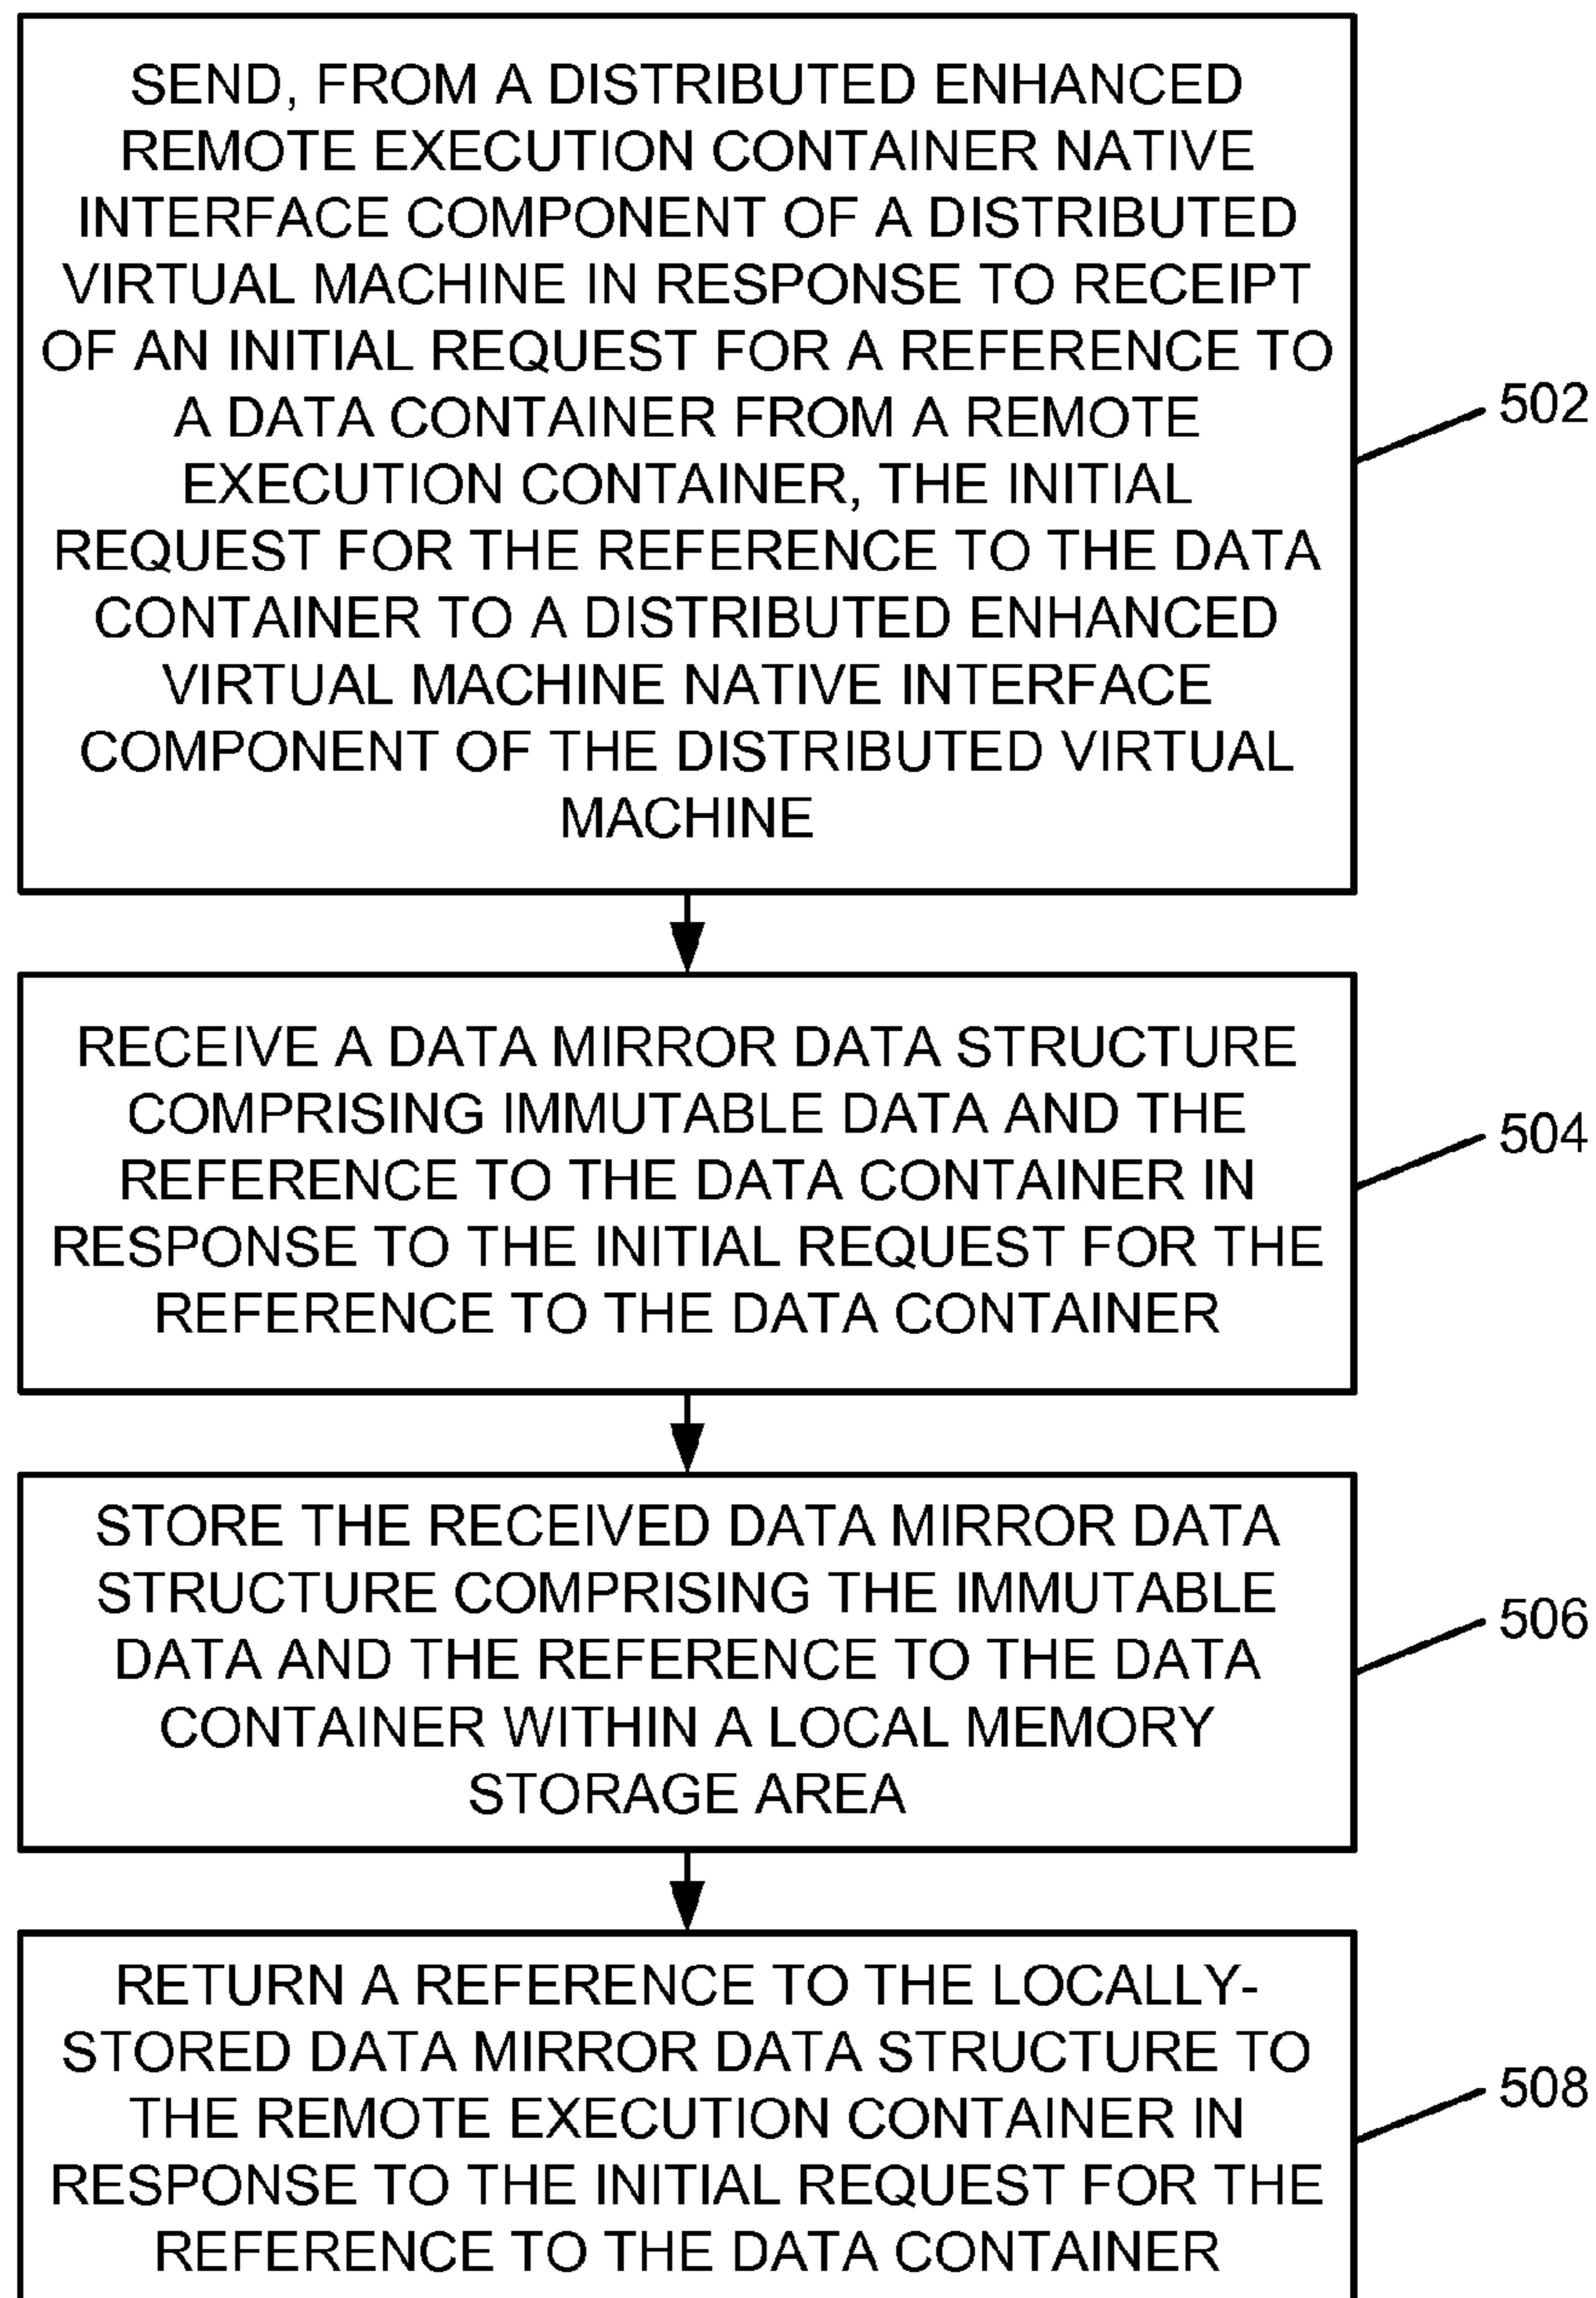 SEND, FROM A DISTRIBUTED ENHANCED
REMOTE EXECUTION CONTAINER NATIVE
INTERFACE COMPONENT OF A DISTRIBUTED
VIRTUAL MACHINE IN RESPONSE TO RECEIPT
OF AN INITIAL REQUEST FOR A REFERENCE TO
A DATA CONTAINER FROM A REMOTE
EXECUTION CONTAINER, THE INITIAL
REQUEST FOR THE REFERENCE TO THE DATA
CONTAINER TO A DISTRIBUTED ENHANCED
VIRTUAL MACHINE NATIVE INTERFACE
COMPONENT OF THE DISTRIBUTED VIRTUAL
MACHINE
502
RECEIVE A DATA MIRROR DATA STRUCTURE
COMPRISING IMMUTABLE DATA AND THE
REFERENCE TO THE DATA CONTAINER IN
RESPONSE TO THE INITIAL REQUEST FOR THE
REFERENCE TO THE DATA CONTAINER
504
STORE THE RECEIVED DATA MIRROR DATA
STRUCTURE COMPRISING THE IMMUTABLE
DATA AND THE REFERENCE TO THE DATA
CONTAINER WITHIN A LOCAL MEMORY
STORAGE AREA
506
RETURN A REFERENCE TO THE LOCALLY-
STORED DATA MIRROR DATA STRUCTURE TO
THE REMOTE EXECUTION CONTAINER IN
RESPONSE TO THE INITIAL REQUEST FOR THE
REFERENCE TO THE DATA CONTAINER
508